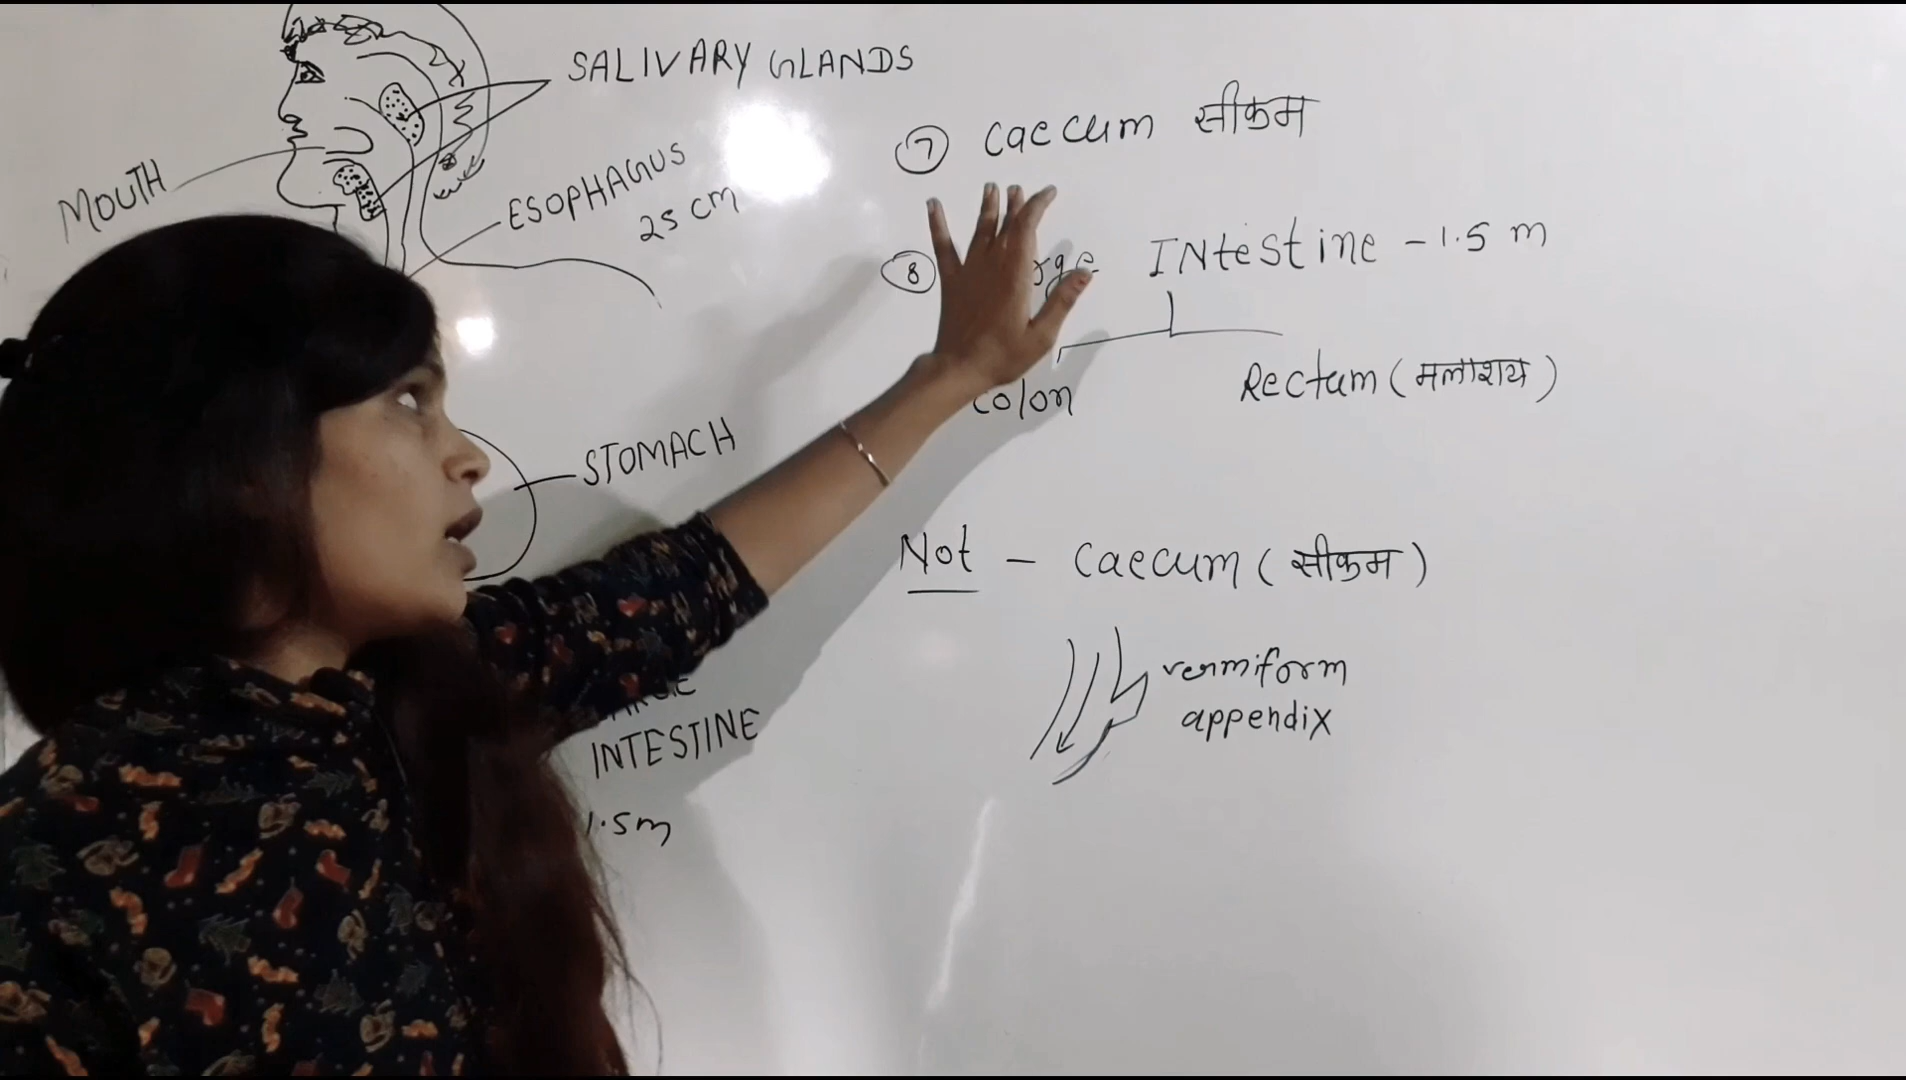 SALIVARY GLANDS
MOUTH
ESOPHAGUS
25 cm
STOMACH
INTESTINE
1.5m
7 caecum सीकम
8 INtestine - 1.5 m
colon
Rectum (मलाशय)
Not - caecum (सीकम)
vermiform
appendix